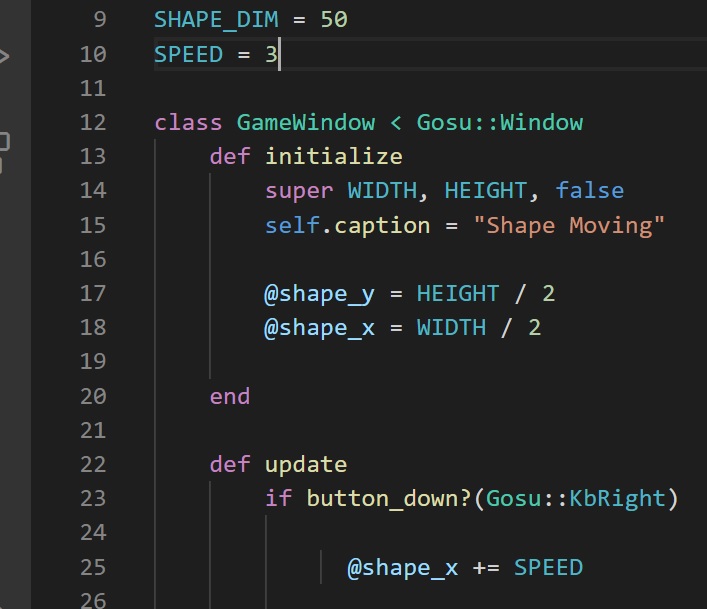 9 SHAPE_DIM = 50
10 SPEED = 3
11
12 class GameWindow < Gosu::Window
13 def initialize
14 super WIDTH, HEIGHT, false
15 self.caption = "Shape Moving"
16
17 @shape_y = HEIGHT / 2
18 @shape_x = WIDTH / 2
19
20 end
21
22 def update
23 if button_down?(Gosu::KbRight)
24
25 @shape_x += SPEED
26